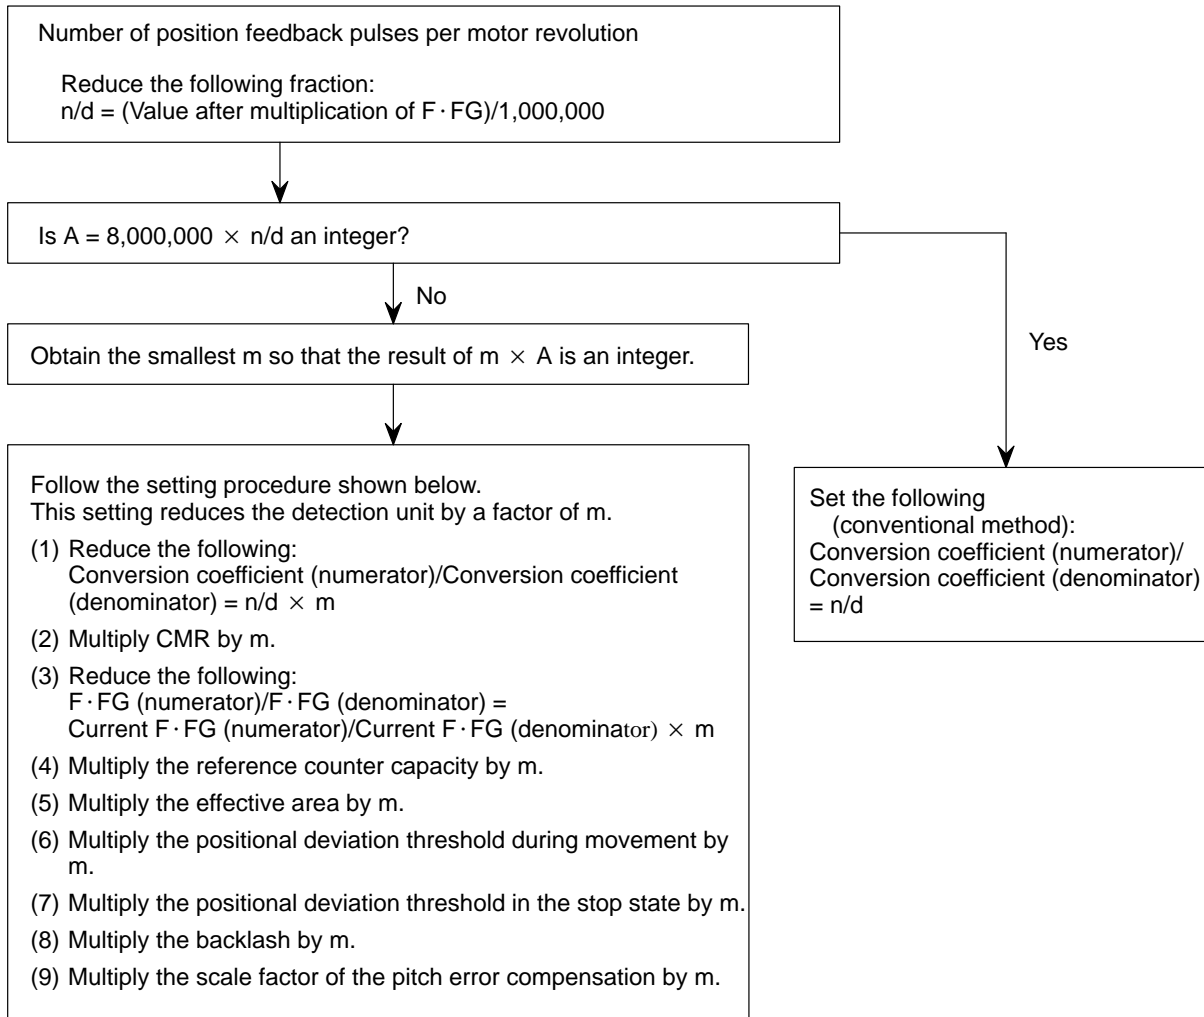 Number of position feedback pulses per motor revolution
Reduce the following fraction:
n/d = (Value after multiplication of F·FG)/1,000,000
Is A = 8,000,000 × n/d an integer?
No
Yes
Obtain the smallest m so that the result of m × A is an integer.
Follow the setting procedure shown below.
This setting reduces the detection unit by a factor of m.
(1) Reduce the following:
Conversion coefficient (numerator)/Conversion coefficient
(denominator) = n/d × m
(2) Multiply CMR by m.
(3) Reduce the following:
F·FG (numerator)/F·FG (denominator) =
Current F·FG (numerator)/Current F·FG (denominator) × m
(4) Multiply the reference counter capacity by m.
(5) Multiply the effective area by m.
(6) Multiply the positional deviation threshold during movement by
m.
(7) Multiply the positional deviation threshold in the stop state by m.
(8) Multiply the backlash by m.
(9) Multiply the scale factor of the pitch error compensation by m.
Set the following
(conventional method):
Conversion coefficient (numerator)/
Conversion coefficient (denominator)
= n/d